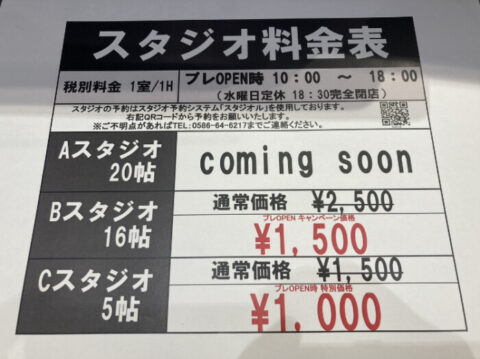 スタジオ料金表
税別料金 1室/1H
プレOPEN時 10:00 ～ 18:00
(水曜日定休 18:30完全閉店)
スタジオの予約はスタジオ予約システム「スタジオル」を使用しております。
右記QRコードから予約をお願いいたします。
※ご不明点があればTEL:0586-64-6217までご連絡ください。
Aスタジオ
20帖
coming soon
Bスタジオ
16帖
通常価格 ¥2,500
プレOPEN キャンペーン価格
¥1,500
Cスタジオ
5帖
通常価格 ¥1,500
プレOPEN時 特別価格
¥1,000